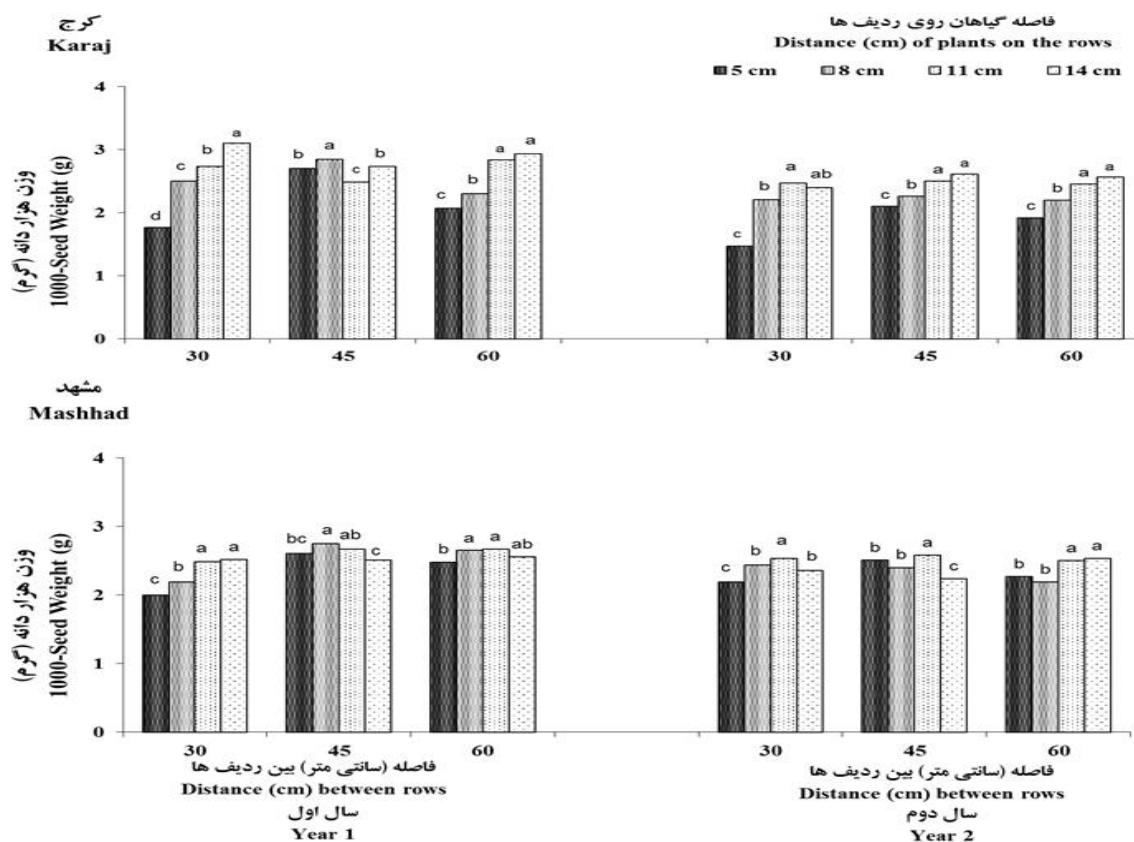 کرج
Karaj
فاصله گیاهان روی ردیف ها
Distance (cm) of plants on the rows
5 cm 8 cm 11 cm 14 cm
وزن هزار دانه (گرم)
1000-Seed Weight (g)
4
3
2
1
0
d c b a b a c b c b a a
c b a ab c b a a c b a a
30 45 60 30 45 60
مشهد
Mashhad
وزن هزار دانه (گرم)
1000-Seed Weight (g)
4
3
2
1
0
c b a a bc a ab c b a a ab
c b a b b b a c b b a a
30 45 60 30 45 60
فاصله (سانتی متر) بین ردیف ها
Distance (cm) between rows
سال اول
Year 1
فاصله (سانتی متر) بین ردیف ها
Distance (cm) between rows
سال دوم
Year 2